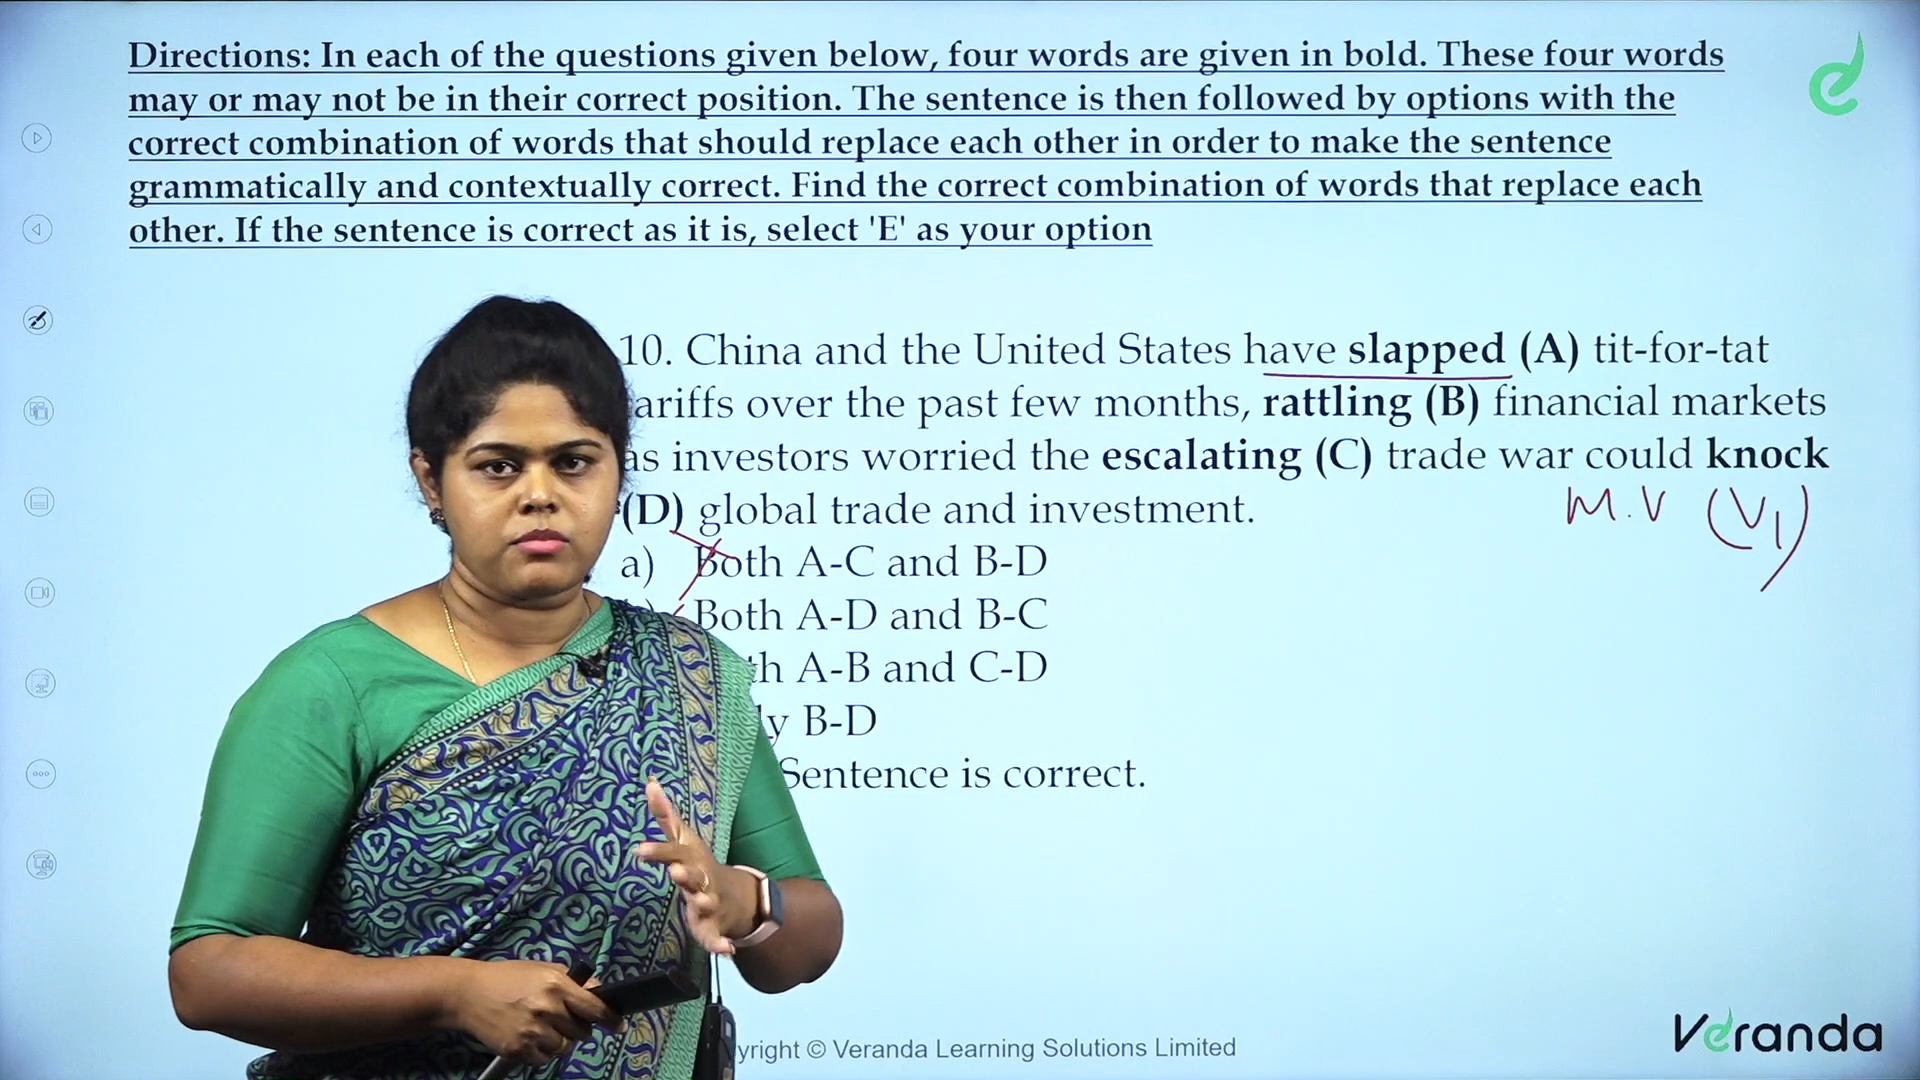 Directions: In each of the questions given below, four words are given in bold. These four words
may or may not be in their correct position. The sentence is then followed by options with the
correct combination of words that should replace each other in order to make the sentence
grammatically and contextually correct. Find the correct combination of words that replace each
other. If the sentence is correct as it is, select 'E' as your option
10. China and the United States have slapped (A) tit-for-tat
ariffs over the past few months, rattling (B) financial markets
as investors worried the escalating (C) trade war could knock
(D) global trade and investment.
M.V (V1)
a) Both A-C and B-D
Both A-D and B-C
th A-B and C-D
ly B-D
Sentence is correct.
yright © Veranda Learning Solutions Limited
Veranda